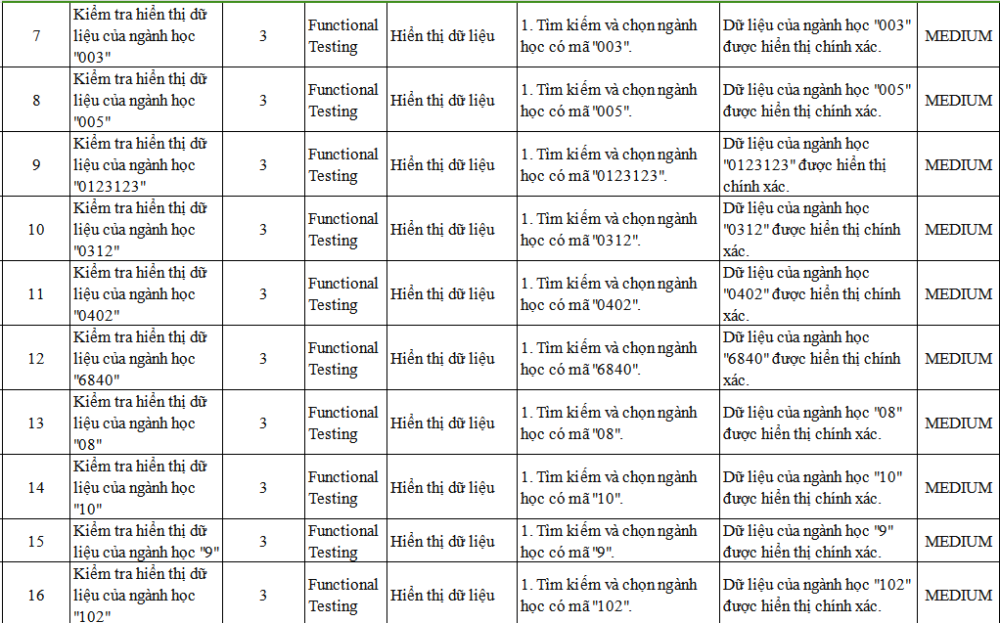 7
Kiểm tra hiển thị dữ
liệu của ngành học
"003"
3
Functional
Testing
Hiển thị dữ liệu
1. Tìm kiếm và chọn ngành
học có mã "003".
Dữ liệu của ngành học "003"
được hiển thị chính xác.
MEDIUM
8
Kiểm tra hiển thị dữ
liệu của ngành học
"005"
3
Functional
Testing
Hiển thị dữ liệu
1. Tìm kiếm và chọn ngành
học có mã "005".
Dữ liệu của ngành học "005"
được hiển thị chính xác.
MEDIUM
9
Kiểm tra hiển thị dữ
liệu của ngành học
"0123123"
3
Functional
Testing
Hiển thị dữ liệu
1. Tìm kiếm và chọn ngành
học có mã "0123123".
Dữ liệu của ngành học
"0123123" được hiển thị
chính xác.
MEDIUM
10
Kiểm tra hiển thị dữ
liệu của ngành học
"0312"
3
Functional
Testing
Hiển thị dữ liệu
1. Tìm kiếm và chọn ngành
học có mã "0312".
Dữ liệu của ngành học
"0312" được hiển thị chính
xác.
MEDIUM
11
Kiểm tra hiển thị dữ
liệu của ngành học
"0402"
3
Functional
Testing
Hiển thị dữ liệu
1. Tìm kiếm và chọn ngành
học có mã "0402".
Dữ liệu của ngành học
"0402" được hiển thị chính
xác.
MEDIUM
12
Kiểm tra hiển thị dữ
liệu của ngành học
"6840"
3
Functional
Testing
Hiển thị dữ liệu
1. Tìm kiếm và chọn ngành
học có mã "6840".
Dữ liệu của ngành học
"6840" được hiển thị chính
xác.
MEDIUM
13
Kiểm tra hiển thị dữ
liệu của ngành học
"08"
3
Functional
Testing
Hiển thị dữ liệu
1. Tìm kiếm và chọn ngành
học có mã "08".
Dữ liệu của ngành học "08"
được hiển thị chính xác.
MEDIUM
14
Kiểm tra hiển thị dữ
liệu của ngành học
"10"
3
Functional
Testing
Hiển thị dữ liệu
1. Tìm kiếm và chọn ngành
học có mã "10".
Dữ liệu của ngành học "10"
được hiển thị chính xác.
MEDIUM
15
Kiểm tra hiển thị dữ
liệu của ngành học "9"
3
Functional
Testing
Hiển thị dữ liệu
1. Tìm kiếm và chọn ngành
học có mã "9".
Dữ liệu của ngành học "9"
được hiển thị chính xác.
MEDIUM
16
Kiểm tra hiển thị dữ
liệu của ngành học
"102"
3
Functional
Testing
Hiển thị dữ liệu
1. Tìm kiếm và chọn ngành
học có mã "102".
Dữ liệu của ngành học "102"
được hiển thị chính xác.
MEDIUM